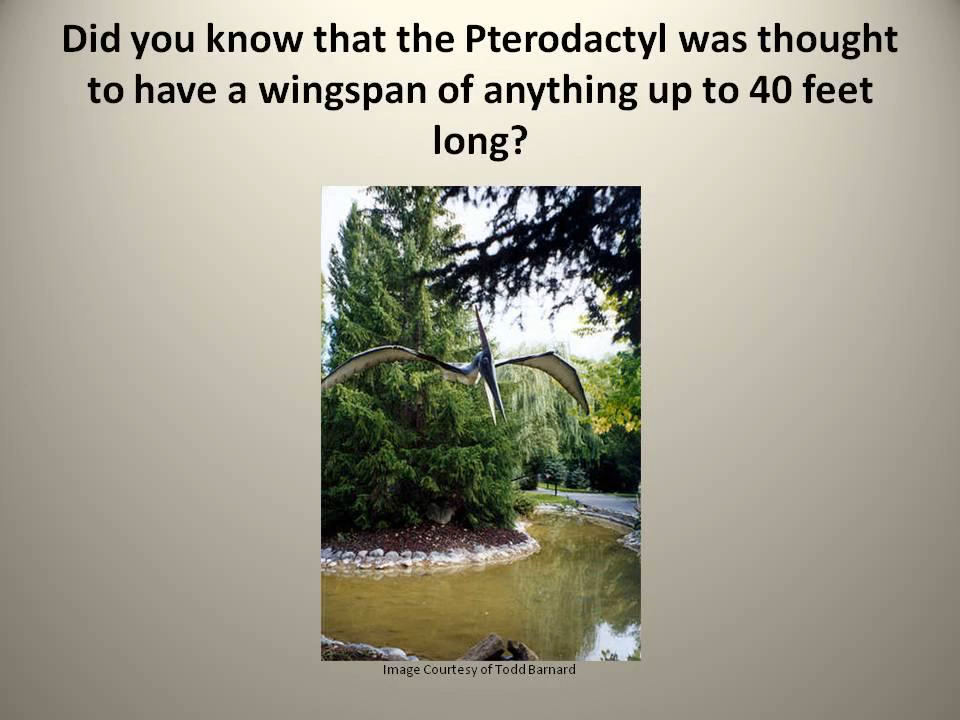 Did you know that the Pterodactyl was thought
to have a wingspan of anything up to 40 feet
long?
Image Courtesy of Todd Barnard